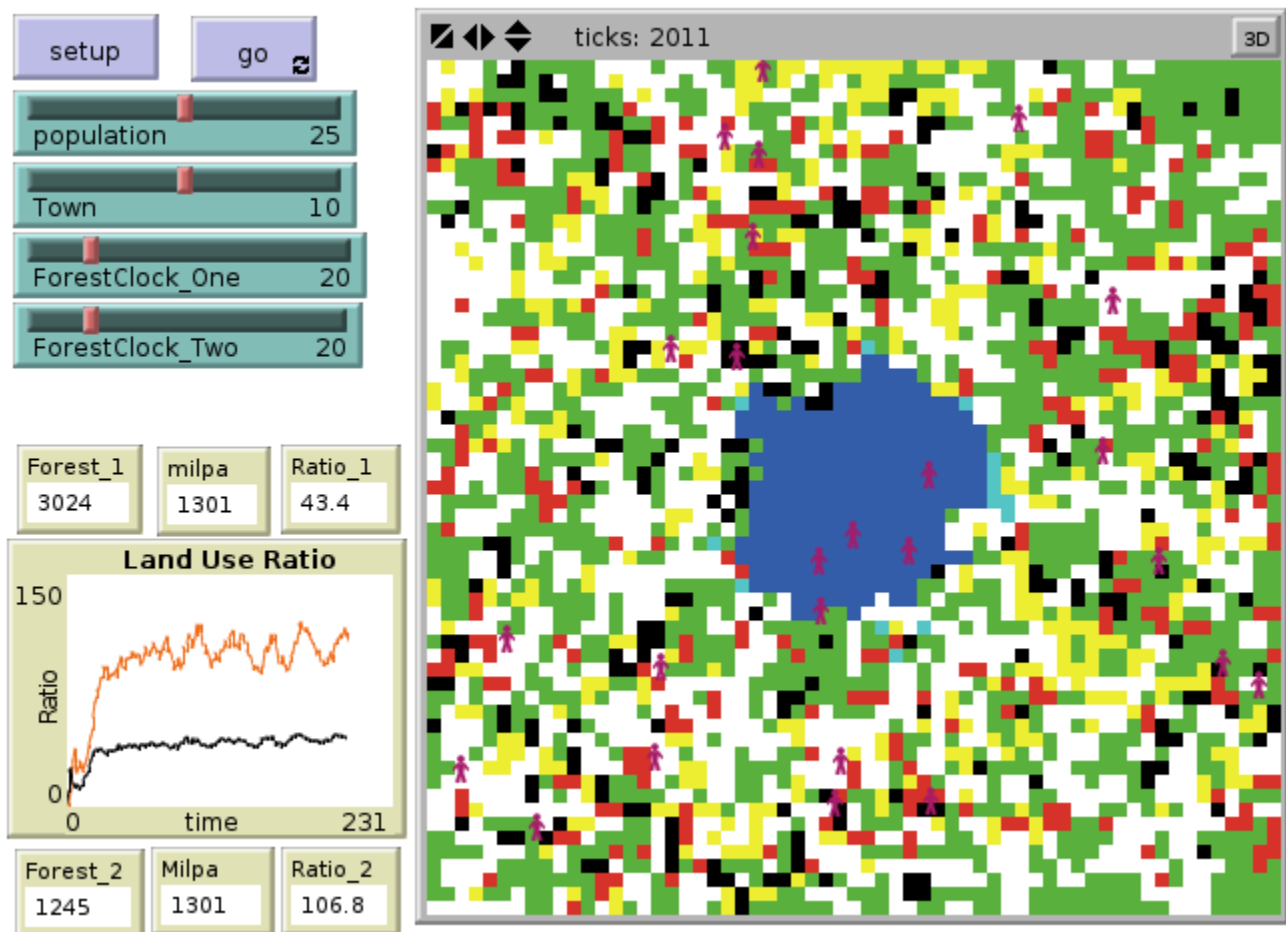 setup
go
population 25
Town 10
ForestClock_One 20
ForestClock_Two 20
Forest_1
3024
milpa
1301
Ratio_1
43.4
Land Use Ratio
150
Ratio
0
0 time 231
Forest_2
1245
Milpa
1301
Ratio_2
106.8
ticks: 2011
3D